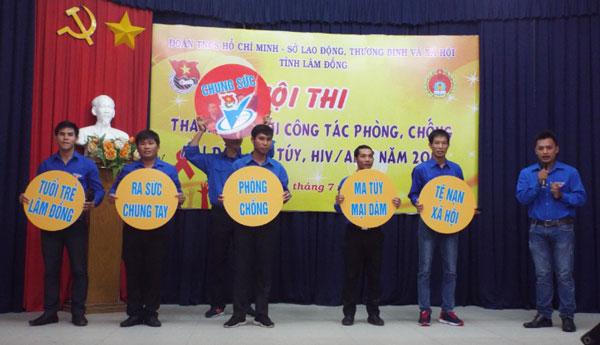 ĐOÀN TNCS HỒ CHÍ MINH - SỞ LAO ĐỘNG, THƯƠNG BINH VÀ XÃ HỘI
TỈNH LÂM ĐỒNG
CHUNG SỨC
HỘI THI
CÔNG TÁC PHÒNG, CHỐNG
TÚY, HIV/ NĂM
tháng 7
TUỔI TRẺ
LÂM ĐỒNG
RA SỨC
CHUNG TAY
PHÒNG
CHỐNG
MA TÚY
MẠI DÂM
TỆ NẠN
XÃ HỘI